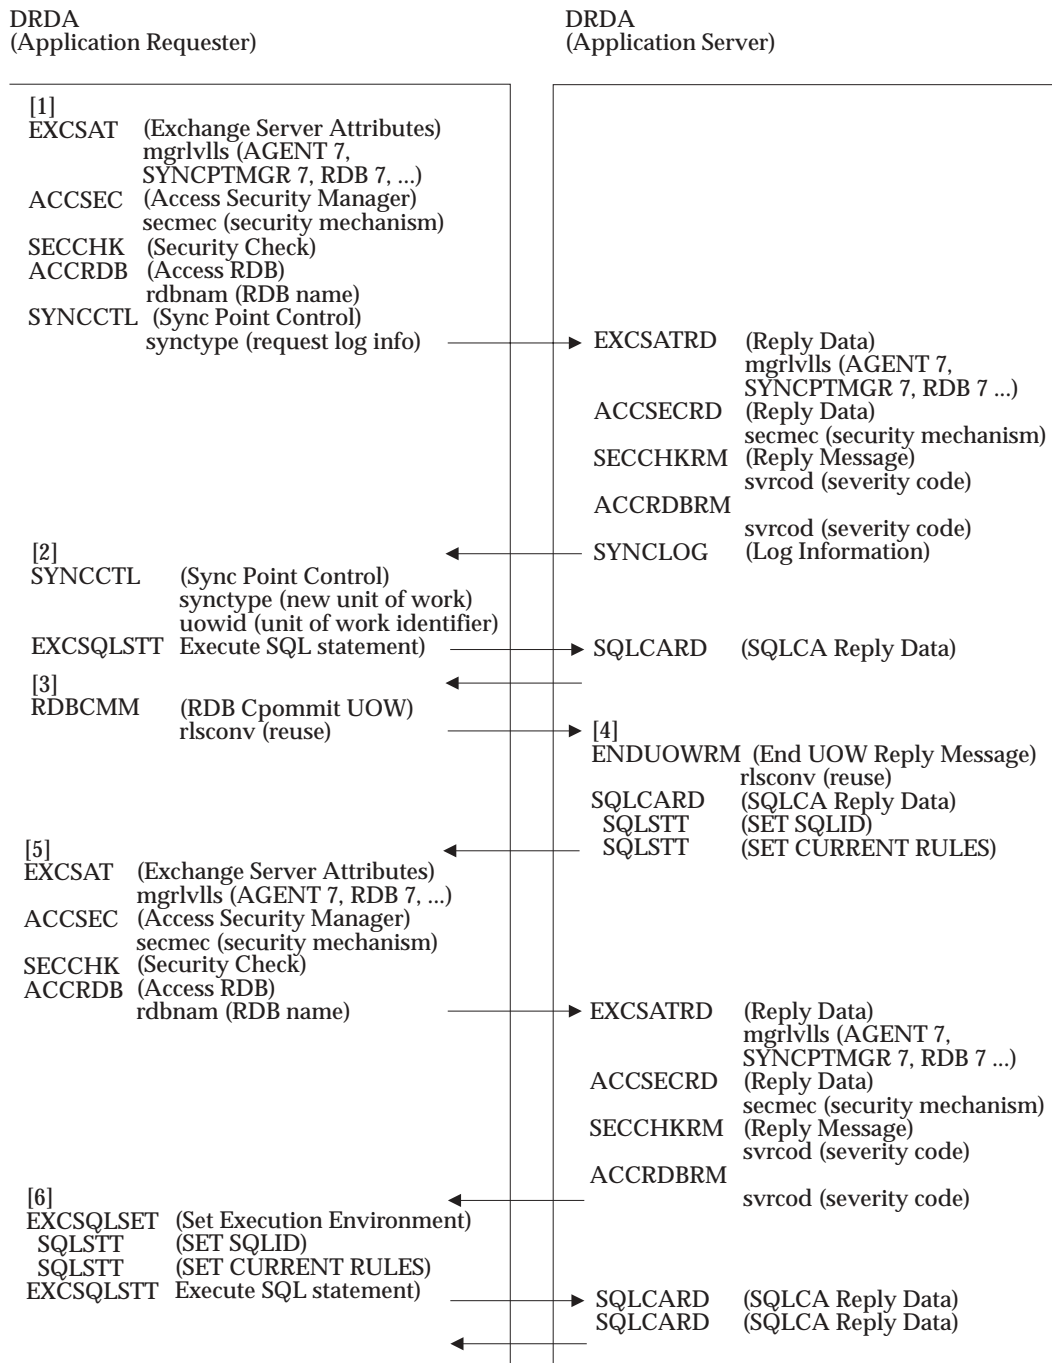 DRDA
(Application Requester)
DRDA
(Application Server)
[1]
EXCSAT (Exchange Server Attributes)
mgrlvlls (AGENT 7,
SYNCPTMGR 7, RDB 7, ...)
ACCSEC (Access Security Manager)
secmec (security mechanism)
SECCHK (Security Check)
ACCRDB (Access RDB)
rdbnam (RDB name)
SYNCCTL (Sync Point Control)
synctype (request log info)
EXCSATRD (Reply Data)
mgrlvlls (AGENT 7,
SYNCPTMGR 7, RDB 7 ...)
ACCSECRD (Reply Data)
secmec (security mechanism)
SECCHKRM (Reply Message)
svrcod (severity code)
ACCRDBRM
svrcod (severity code)
SYNCLOG (Log Information)
[2]
SYNCCTL (Sync Point Control)
synctype (new unit of work)
uowid (unit of work identifier)
EXCSQLSTT Execute SQL statement)
SQLCARD (SQLCA Reply Data)
[3]
RDBCMM (RDB Cpommit UOW)
rlsconv (reuse)
[4]
ENDUOWRM (End UOW Reply Message)
rlsconv (reuse)
SQLCARD (SQLCA Reply Data)
SQLSTT (SET SQLID)
SQLSTT (SET CURRENT RULES)
[5]
EXCSAT (Exchange Server Attributes)
mgrlvlls (AGENT 7, RDB 7, ...)
ACCSEC (Access Security Manager)
secmec (security mechanism)
SECCHK (Security Check)
ACCRDB (Access RDB)
rdbnam (RDB name)
EXCSATRD (Reply Data)
mgrlvlls (AGENT 7,
SYNCPTMGR 7, RDB 7 ...)
ACCSECRD (Reply Data)
secmec (security mechanism)
SECCHKRM (Reply Message)
svrcod (severity code)
ACCRDBRM
svrcod (severity code)
[6]
EXCSQLSET (Set Execution Environment)
SQLSTT (SET SQLID)
SQLSTT (SET CURRENT RULES)
EXCSQLSTT Execute SQL statement)
SQLCARD (SQLCA Reply Data)
SQLCARD (SQLCA Reply Data)